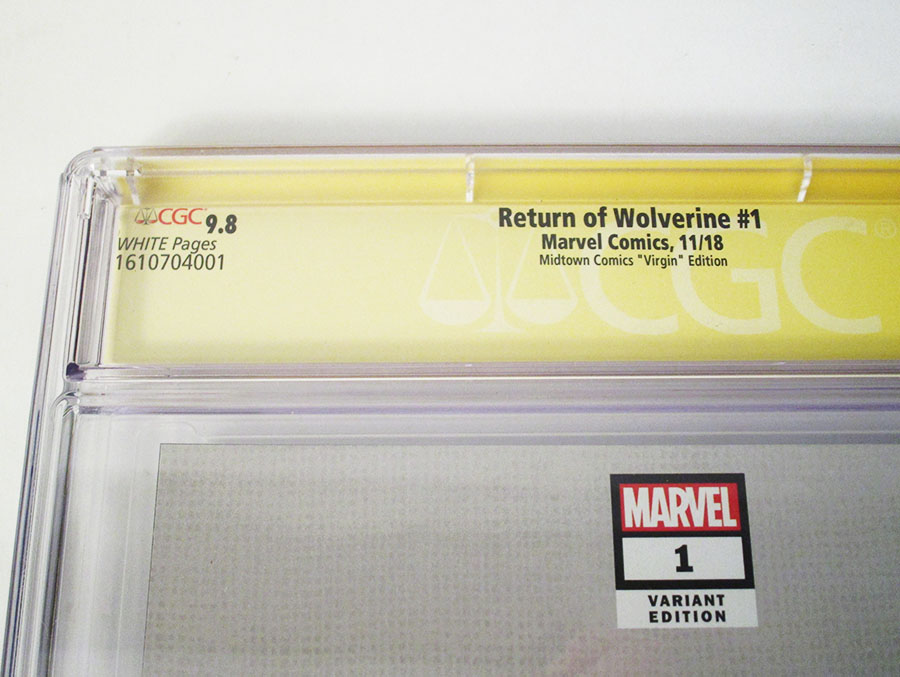 CGC 9.8
WHITE Pages
1610704001
Return of Wolverine #1
Marvel Comics, 11/18
Midtown Comics "Virgin" Edition
CGC®
MARVEL
1
VARIANT
EDITION